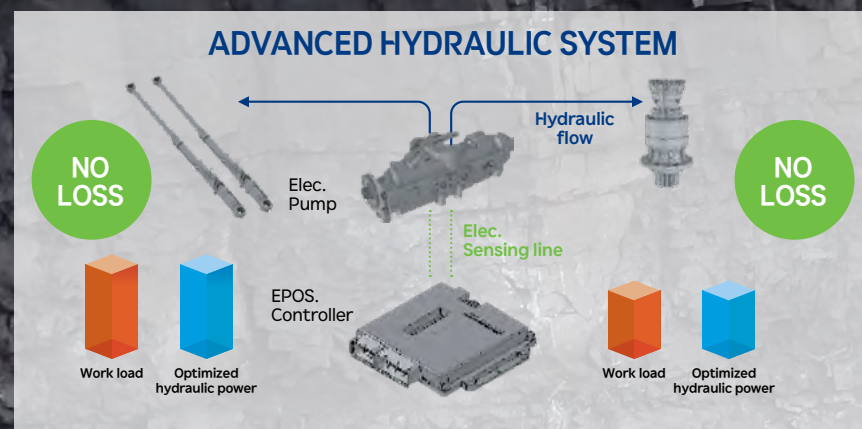 ADVANCED HYDRAULIC SYSTEM
Hydraulic
flow
NO
LOSS
NO
LOSS
Elec.
Pump
Elec.
Sensing line
EPOS.
Controller
Work load
Optimized
hydraulic power
Work load
Optimized
hydraulic power